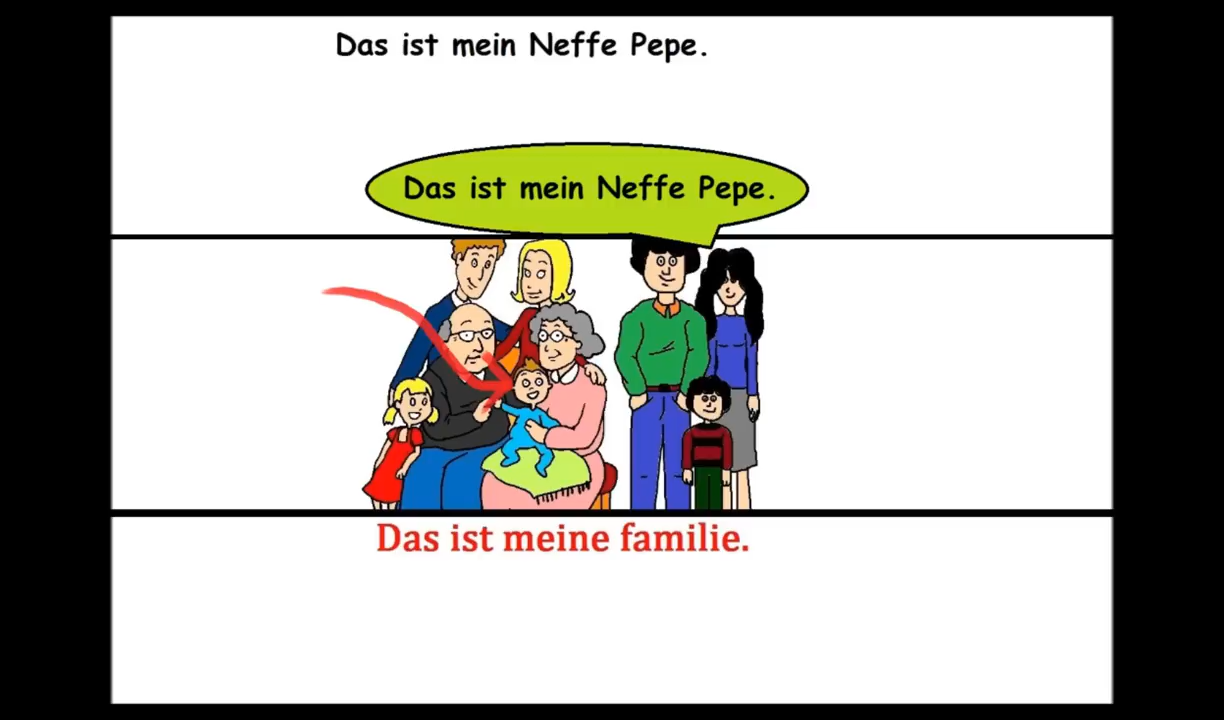 Das ist mein Neffe Pepe.
Das ist mein Neffe Pepe.
Das ist meine familie.